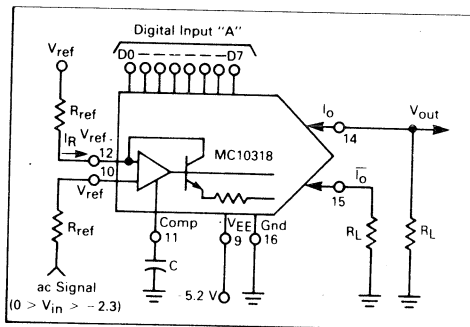 Digital Input "A"
D0 — — — — — — D7
Vref
Rref
IR
Vref
12
10
Vref
MC10318
Io
14
Vout
Io
15
Rref
Comp
11
VEE
9
Gnd
16
C
RL
RL
ac Signal
(0 > Vin > -2.3)
-5.2 V